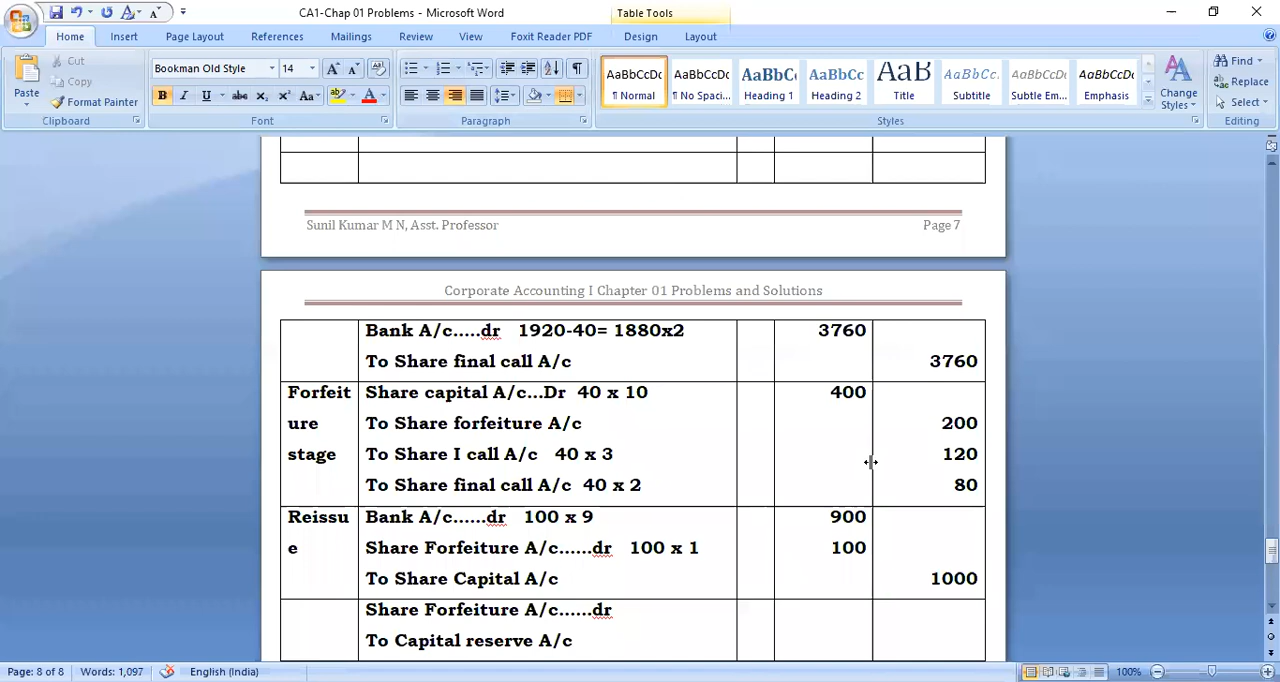 CA1-Chap 01 Problems - Microsoft Word
Table Tools
Home Insert Page Layout References Mailings Review View Foxit Reader PDF Design Layout
Paste
Cut
Copy
Format Painter
Clipboard
Bookman Old Style 14
Font
Paragraph
AaBbCcDc AaBbCcDc AaBbC AaBbCc AaB AaBbCc. AaBbCcDc AaBbCcDc
¶ Normal ¶ No Spaci... Heading 1 Heading 2 Title Subtitle Subtle Em... Emphasis
Change Styles
Styles
Find
Replace
Select
Editing
Sunil Kumar M N, Asst. Professor Page 7
Corporate Accounting I Chapter 01 Problems and Solutions
Bank A/c.....dr 1920-40= 1880x2 3760
To Share final call A/c 3760
Forfeit Share capital A/c...Dr 40 x 10 400
ure To Share forfeiture A/c 200
stage To Share I call A/c 40 x 3 120
To Share final call A/c 40 x 2 80
Reissu Bank A/c......dr 100 x 9 900
e Share Forfeiture A/c......dr 100 x 1 100
To Share Capital A/c 1000
Share Forfeiture A/c......dr
To Capital reserve A/c
Page: 8 of 8 Words: 1,097 English (India) 100%